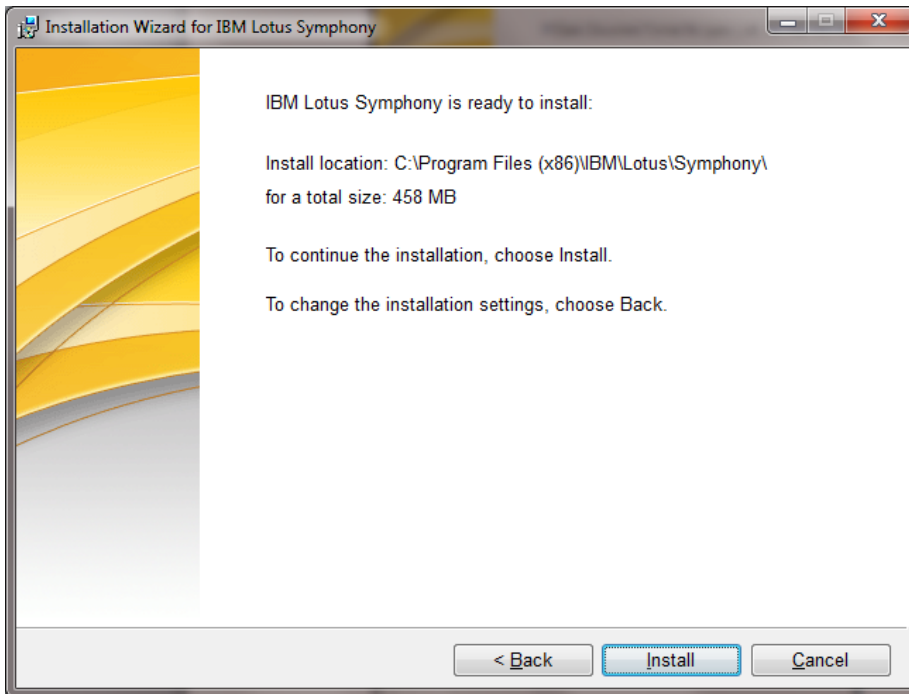 Installation Wizard for IBM Lotus Symphony
IBM Lotus Symphony is ready to install:
Install location: C:\Program Files (x86)\IBM\Lotus\Symphony\
for a total size: 458 MB
To continue the installation, choose Install.
To change the installation settings, choose Back.
< Back
Install
Cancel